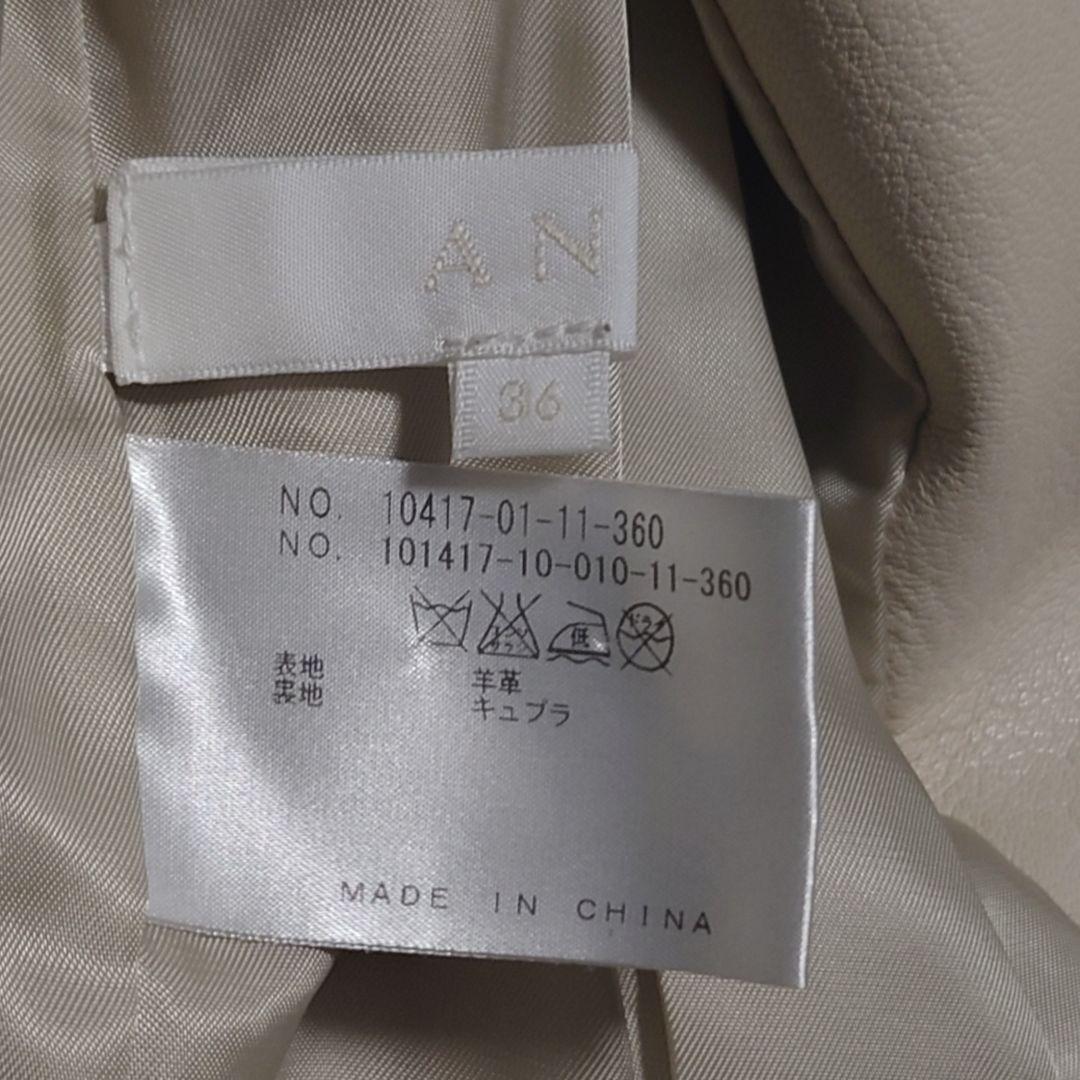 AN
36
NO. 10417-01-11-360
NO. 101417-10-010-11-360
低
表地 羊革
裏地 キュプラ
MADE IN CHINA